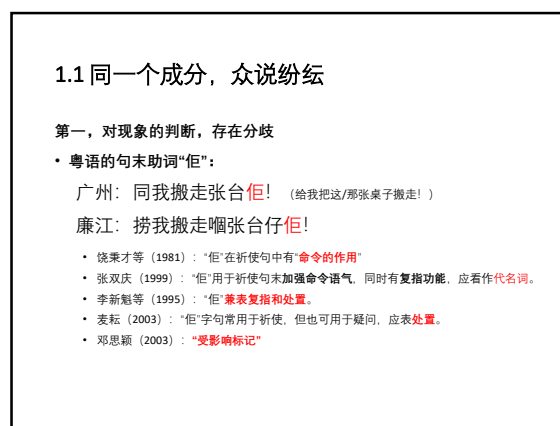 1.1 同一个成分，众说纷纭
第一，对现象的判断，存在分歧
• 粤语的句末助词“佢”：
广州：同我搬走张台佢！（给我把这/那张桌子搬走！）
廉江：捞我搬走嗰张台仔佢！
• 饶秉才等（1981）：“佢”在祈使句中有“命令的作用”
• 张双庆（1999）：“佢”用于祈使句末加强命令语气，同时有复指功能，应看作代名词。
• 李新魁等（1995）：“佢”兼表复指和处置。
• 麦耘（2003）：“佢”字句常用于祈使，但也可用于疑问，应表处置。
• 邓思颖（2003）：“受影响标记”